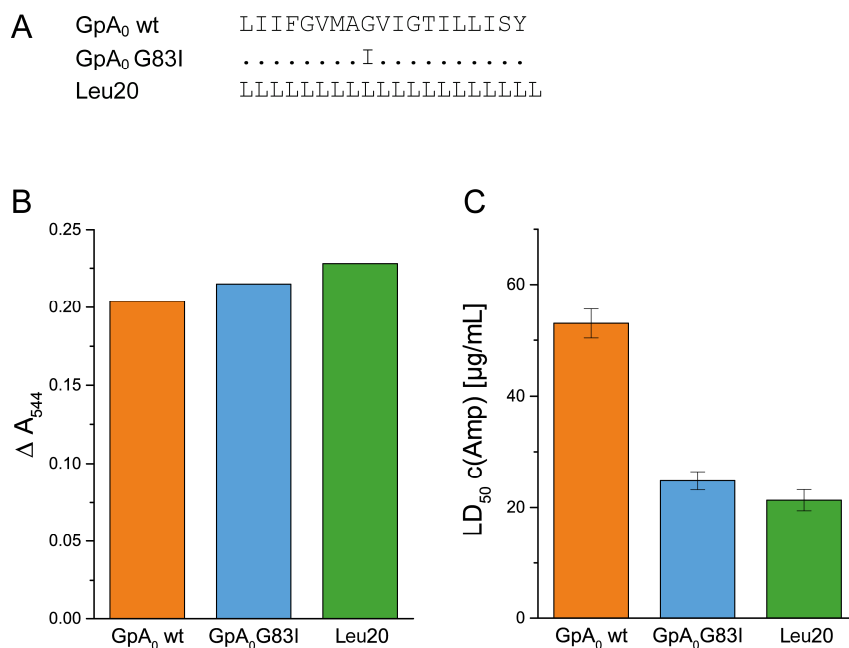 A
GpA₀ wt LIIFGVMAGVIGTILLISY
GpA₀ G83I ........I..........
Leu20 LLLLLLLLLLLLLLLLLLLL
B
Δ A₅₄₄
0.25
0.20
0.15
0.10
0.05
0.00
GpA₀ wt GpA₀G83I Leu20
C
LD₅₀ c(Amp) [µg/mL]
60
40
20
0
GpA₀ wt GpA₀G83I Leu20